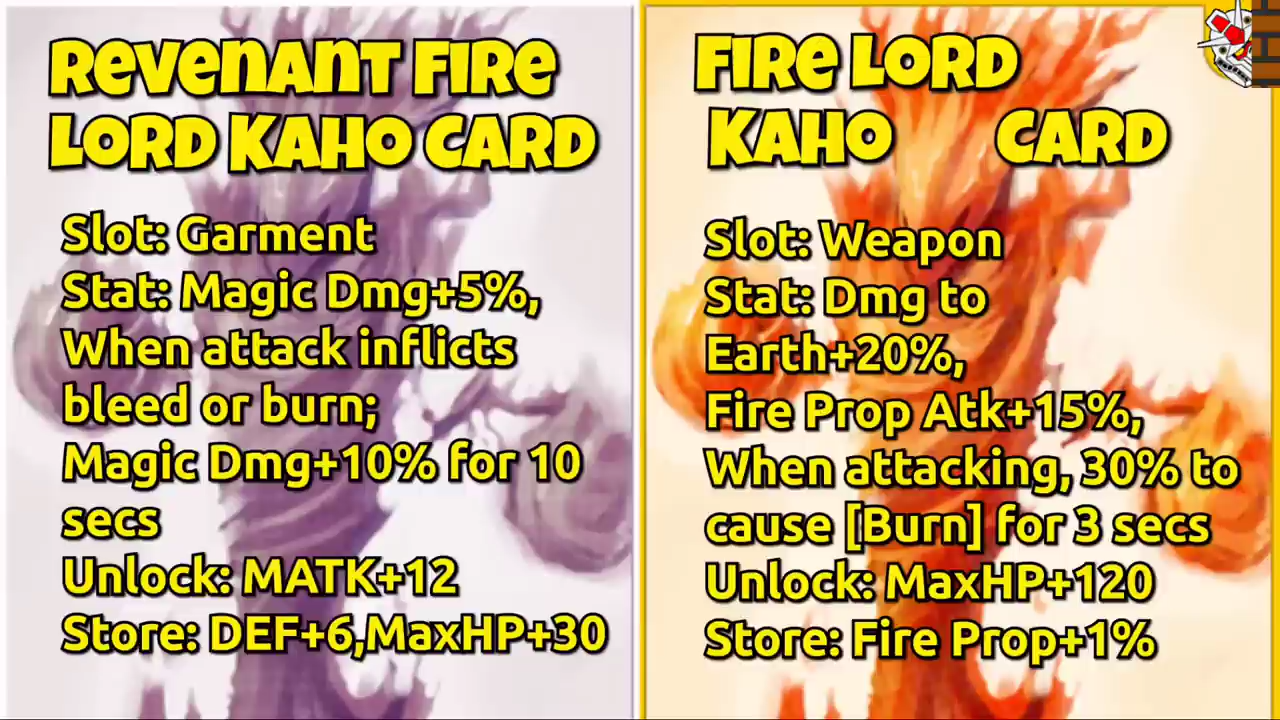 Revenant Fire
Lord Kaho Card
Slot: Garment
Stat: Magic Dmg+5%,
When attack inflicts
bleed or burn;
Magic Dmg+10% for 10
secs
Unlock: MATK+12
Store: DEF+6,MaxHP+30
Fire Lord
Kaho Card
Slot: Weapon
Stat: Dmg to
Earth+20%,
Fire Prop Atk+15%,
When attacking, 30% to
cause [Burn] for 3 secs
Unlock: MaxHP+120
Store: Fire Prop+1%